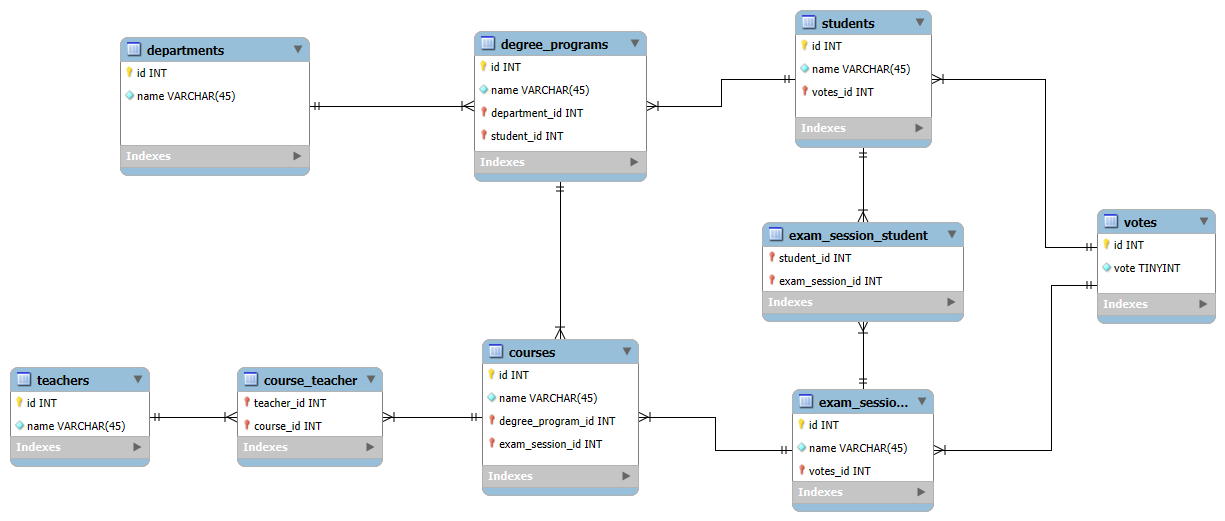 departments
id INT
name VARCHAR(45)
Indexes
degree_programs
id INT
name VARCHAR(45)
department_id INT
student_id INT
Indexes
students
id INT
name VARCHAR(45)
votes_id INT
Indexes
exam_session_student
student_id INT
exam_session_id INT
Indexes
votes
id INT
vote TINYINT
Indexes
teachers
id INT
name VARCHAR(45)
Indexes
course_teacher
teacher_id INT
course_id INT
Indexes
courses
id INT
name VARCHAR(45)
degree_program_id INT
exam_session_id INT
Indexes
exam_sessio...
id INT
name VARCHAR(45)
votes_id INT
Indexes